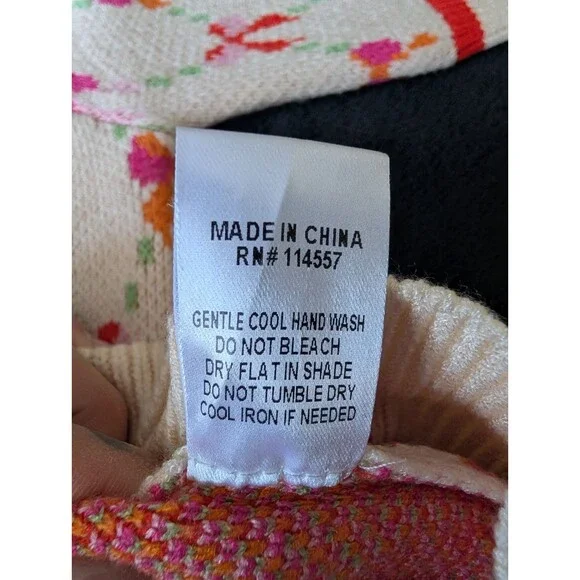 MADE IN CHINA
RN# 114557
GENTLE COOL HAND WASH
DO NOT BLEACH
DRY FLAT IN SHADE
DO NOT TUMBLE DRY
COOL IRON IF NEEDED